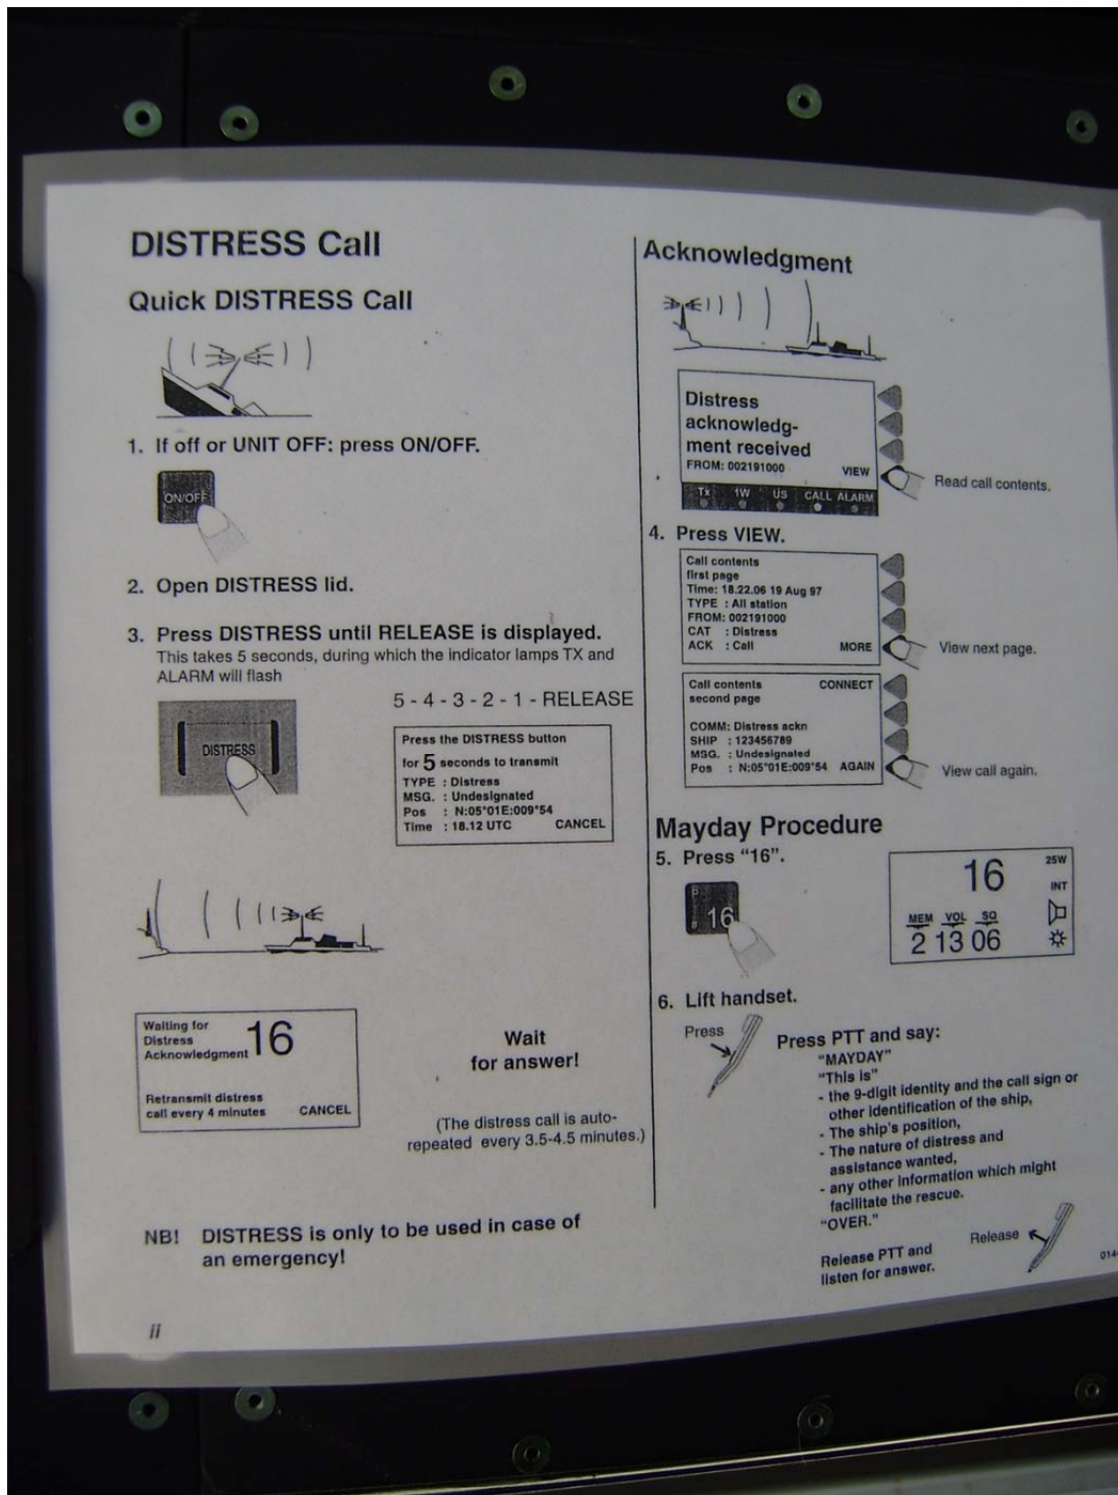 DISTRESS Call
Quick DISTRESS Call
1. If off or UNIT OFF: press ON/OFF.
ON/OFF
2. Open DISTRESS lid.
3. Press DISTRESS until RELEASE is displayed.
This takes 5 seconds, during which the indicator lamps TX and
ALARM will flash
5 - 4 - 3 - 2 - 1 - RELEASE
DISTRESS
Press the DISTRESS button
for 5 seconds to transmit
TYPE : Distress
MSG. : Undesignated
Pos : N:05°01E:009°54
Time : 18.12 UTC CANCEL
Waiting for
Distress
Acknowledgment 16
Retransmit distress
call every 4 minutes CANCEL
Wait
for answer!
(The distress call is auto-
repeated every 3.5-4.5 minutes.)
NB! DISTRESS is only to be used in case of
an emergency!
ii
Acknowledgment
Distress
acknowledg-
ment received
FROM: 002191000 VIEW
Read call contents.
Tx 1W US CALL ALARM
4. Press VIEW.
Call contents
first page
Time: 18.22.06 19 Aug 97
TYPE : All station
FROM: 002191000
CAT : Distress
ACK : Call MORE
View next page.
Call contents CONNECT
second page
COMM: Distress ackn
SHIP : 123456789
MSG. : Undesignated
Pos : N:05°01E:009°54 AGAIN
View call again.
Mayday Procedure
5. Press “16”.
16
16 25W
INT
MEM VOL SQ
2 13 06
6. Lift handset.
Press
Press PTT and say:
“MAYDAY”
“This is”
- the 9-digit identity and the call sign or
other identification of the ship,
- The ship's position,
- The nature of distress and
assistance wanted,
- any other information which might
facilitate the rescue.
“OVER.”
Release PTT and
listen for answer.
Release